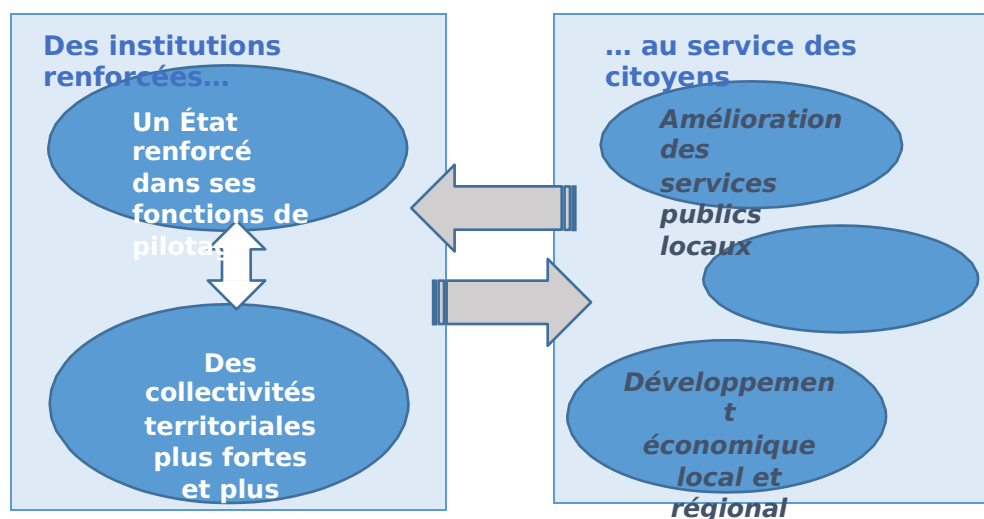 Des institutions
renforcées…
Un État
renforcé
dans ses
fonctions de
pilotage
Des
collectivités
territoriales
plus fortes
et plus
… au service des
citoyens
Amélioration
des
services
publics
locaux
Développemen
t
économique
local et
régional